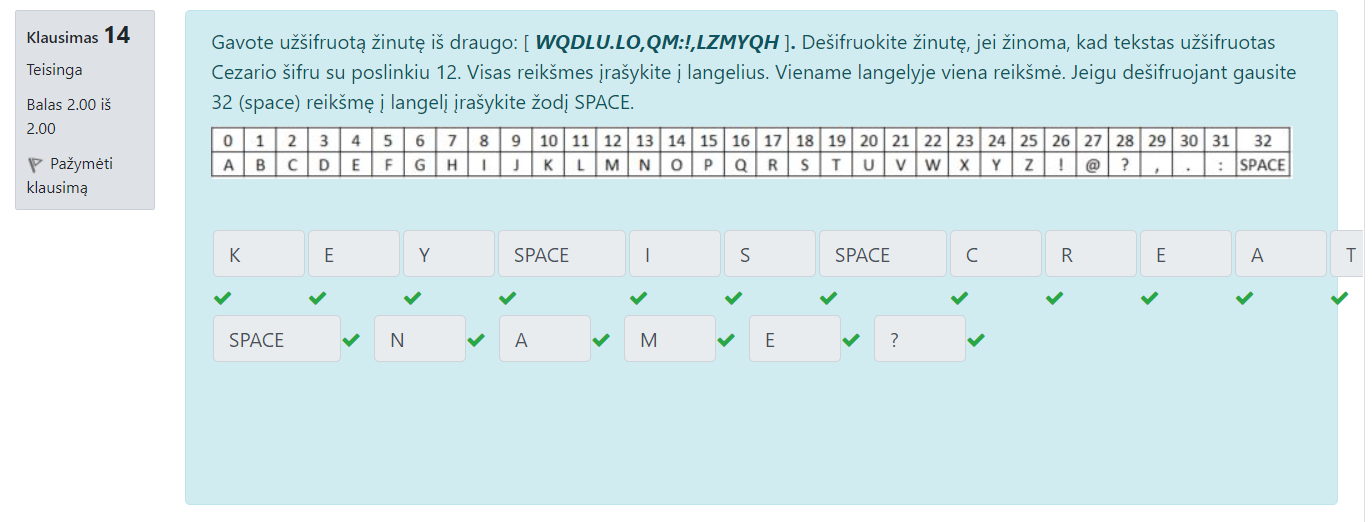 Klausimas 14
Teisinga
Balas 2.00 iš
2.00
Pažymėti
klausimą
Gavote užšifruotą žinutę iš draugo: [ WQDLU.LO,QM:!,LZMYQH ]. Dešifruokite žinutę, jei žinoma, kad tekstas užšifruotas
Cezario šifru su poslinkiu 12. Visas reikšmes įrašykite į langelius. Viename langelyje viena reikšmė. Jeigu dešifruojant gausite
32 (space) reikšmę į langelį įrašykite žodį SPACE.
0 1 2 3 4 5 6 7 8 9 10 11 12 13 14 15 16 17 18 19 20 21 22 23 24 25 26 27 28 29 30 31 32
A B C D E F G H I J K L M N O P Q R S T U V W X Y Z ! @ ? , . : SPACE
K E Y SPACE I S SPACE C R E A T
SPACE N A M E ?